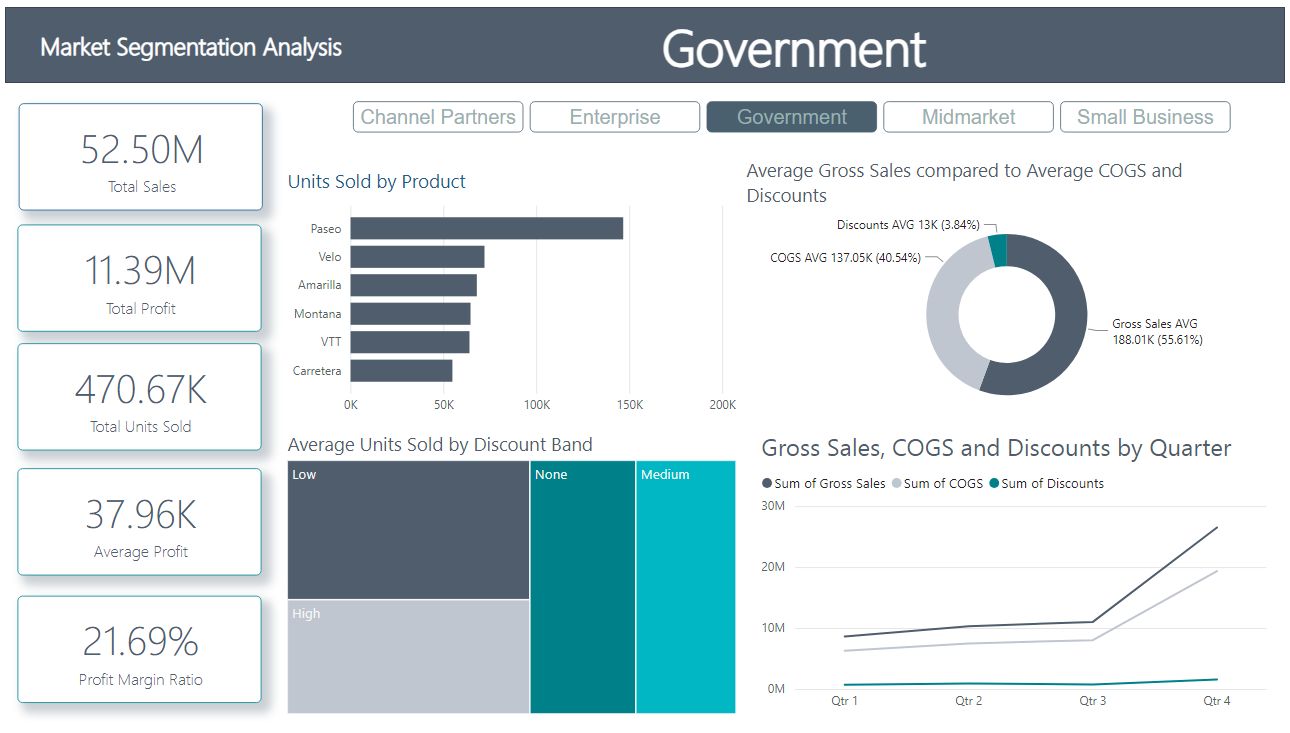 Market Segmentation Analysis
Government
Channel Partners
Enterprise
Government
Midmarket
Small Business
52.50M
Total Sales
11.39M
Total Profit
470.67K
Total Units Sold
37.96K
Average Profit
21.69%
Profit Margin Ratio
Units Sold by Product
Paseo
Velo
Amarilla
Montana
VTT
Carretera
0K
50K
100K
150K
200K
Average Gross Sales compared to Average COGS and
Discounts
Discounts AVG 13K (3.84%)
COGS AVG 137.05K (40.54%)
Gross Sales AVG
188.01K (55.61%)
Average Units Sold by Discount Band
Low
None
Medium
High
Gross Sales, COGS and Discounts by Quarter
Sum of Gross Sales
Sum of COGS
Sum of Discounts
30M
20M
10M
0M
Qtr 1
Qtr 2
Qtr 3
Qtr 4